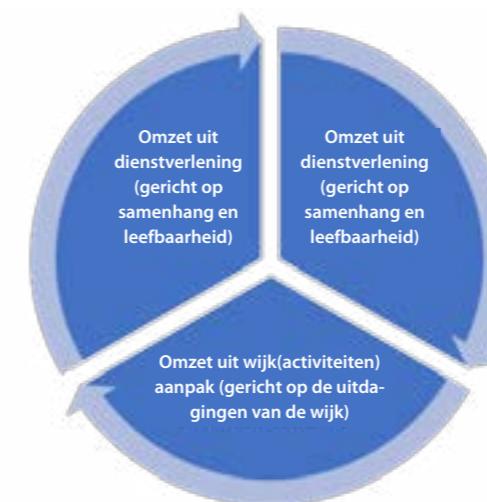 Omzet uit
dienstverlening
(gericht op
samenhang en
leefbaarheid)
Omzet uit
dienstverlening
(gericht op
samenhang en
leefbaarheid)
Omzet uit wijk(activiteiten)
aanpak (gericht op de uitda-
gingen van de wijk)